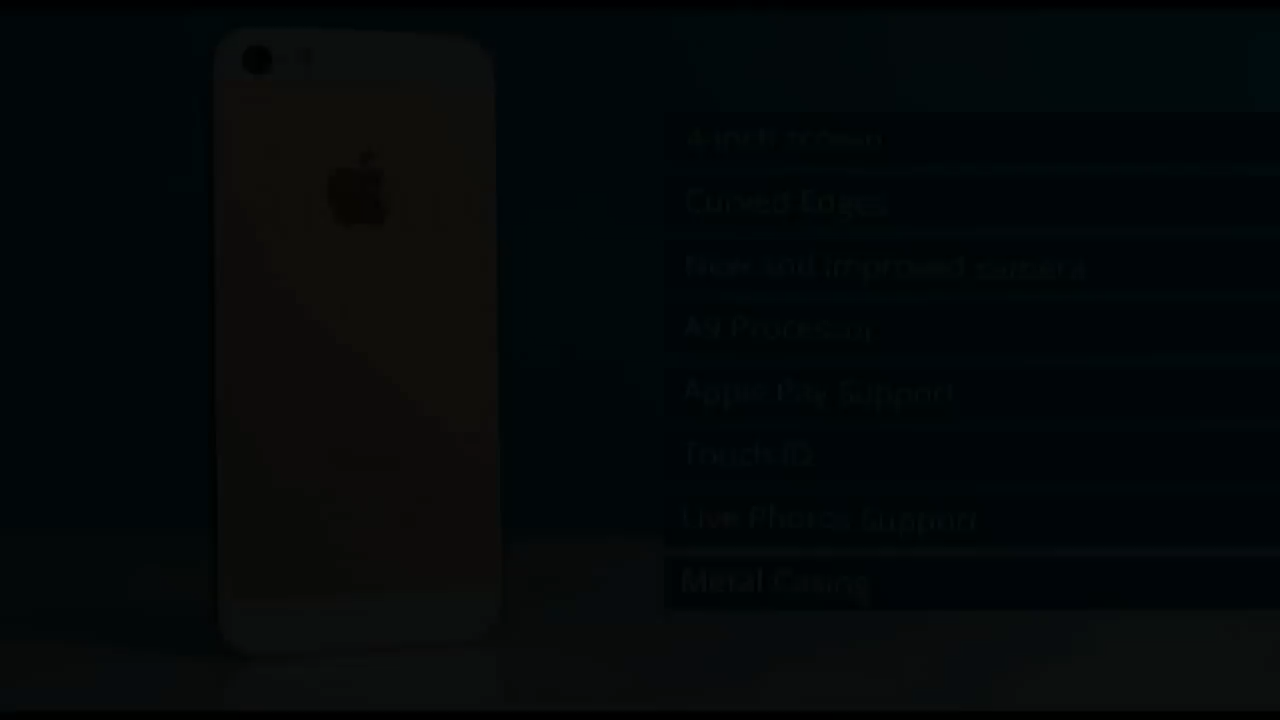 4-inch screen
Curved Edges
New and improved camera
A9 Processor
Apple Pay Support
Touch ID
Live Photos Support
Metal Casing